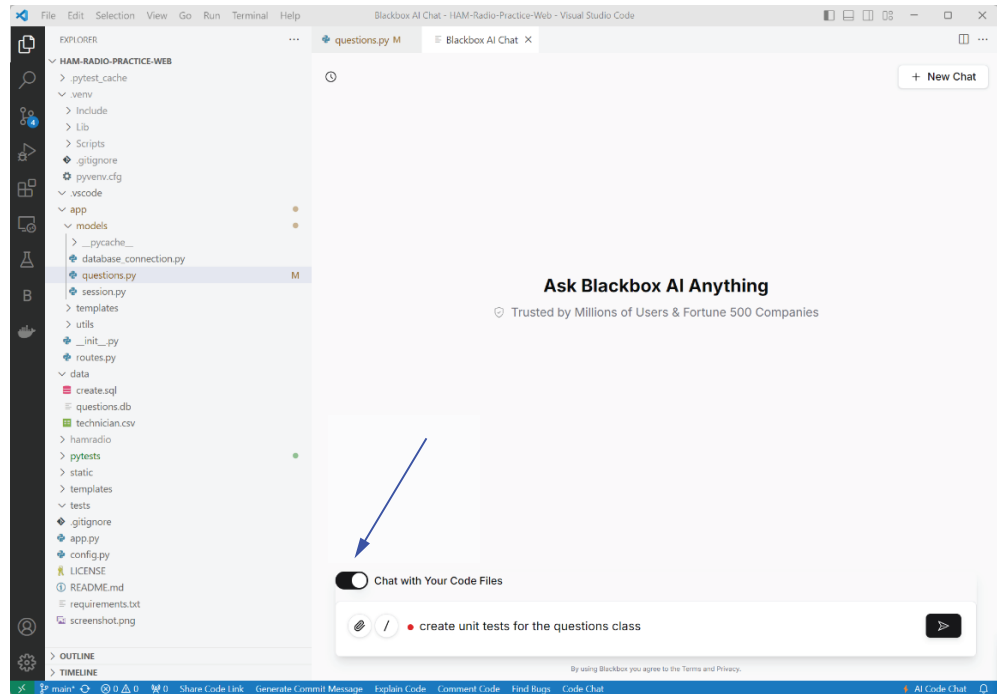 File Edit Selection View Go Run Terminal Help
Blackbox AI Chat - HAM-Radio-Practice-Web - Visual Studio Code
EXPLORER
questions.py M
Blackbox AI Chat
HAM-RADIO-PRACTICE-WEB
.pytest_cache
.venv
Include
Lib
Scripts
.gitignore
pyvenv.cfg
.vscode
app
models
__pycache__
database_connection.py
questions.py M
session.py
templates
utils
__init__.py
routes.py
data
create.sql
questions.db
technician.csv
hamradio
pytests
static
templates
tests
.gitignore
app.py
config.py
LICENSE
README.md
requirements.txt
screenshot.png
OUTLINE
TIMELINE
4
B
+ New Chat
Ask Blackbox AI Anything
Trusted by Millions of Users & Fortune 500 Companies
Chat with Your Code Files
/ create unit tests for the questions class
By using Blackbox you agree to the Terms and Privacy.
main* 0 0 0 Share Code Link Generate Commit Message Explain Code Comment Code Find Bugs Code Chat AI Code Chat